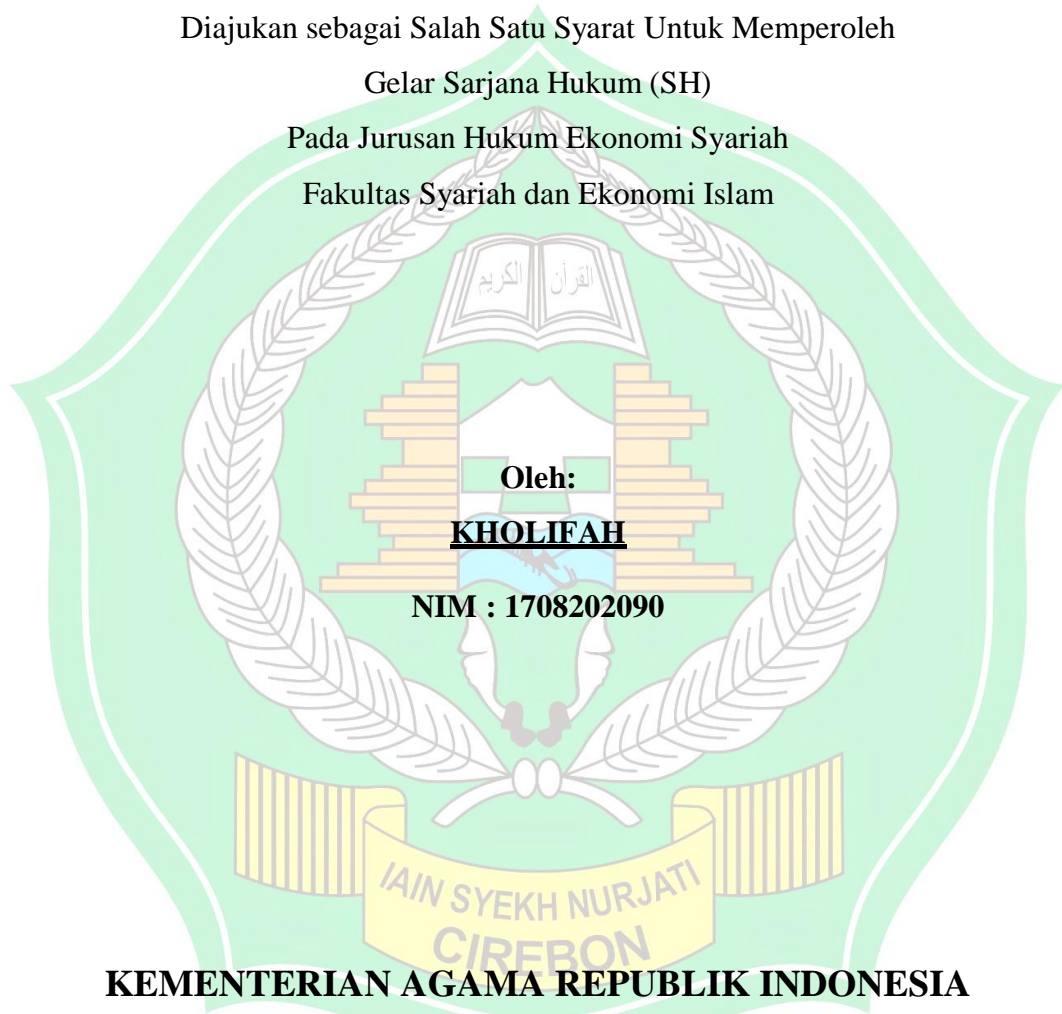 Diajukan sebagai Salah Satu Syarat Untuk Memperoleh
Gelar Sarjana Hukum (SH)
Pada Jurusan Hukum Ekonomi Syariah
Fakultas Syariah dan Ekonomi Islam
القرأن الكريم
Oleh:
KHOLIFAH
NIM : 1708202090
IAIN SYEKH NURJATI
CIREBON
KEMENTERIAN AGAMA REPUBLIK INDONESIA